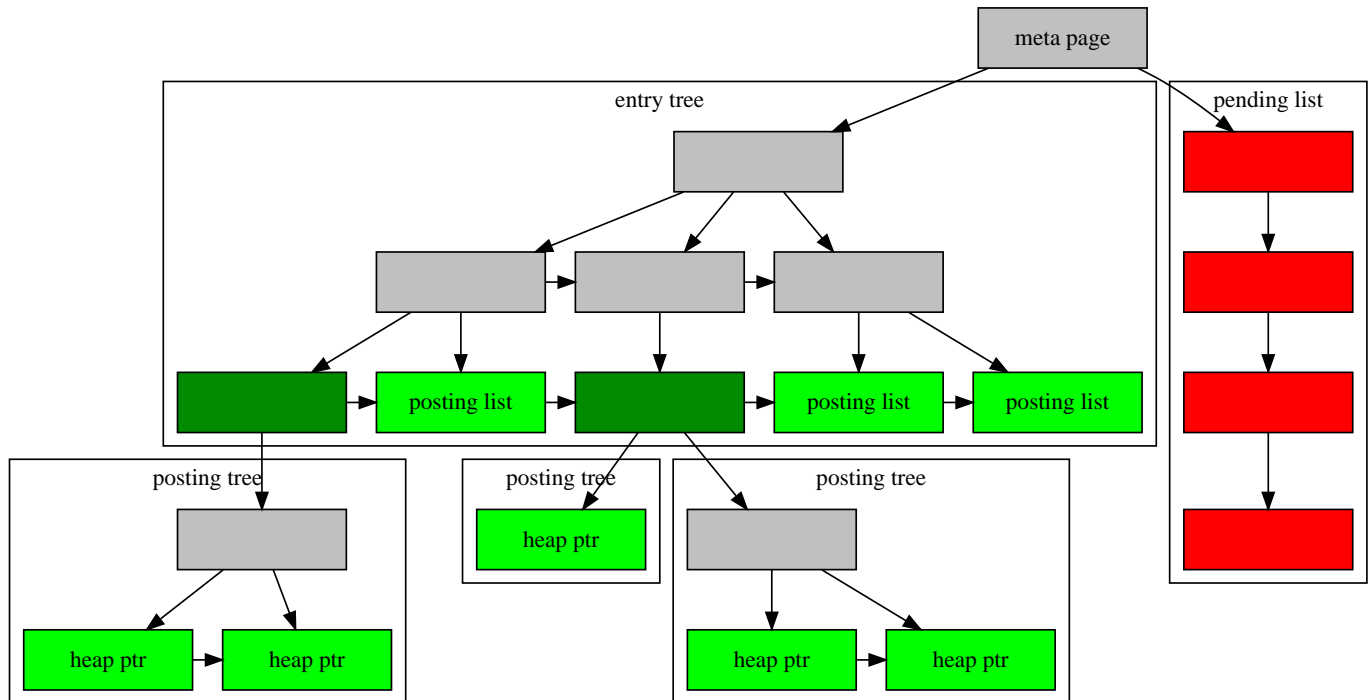 meta page
entry tree
pending list
posting list
posting list
posting list
posting tree
posting tree
posting tree
heap ptr
heap ptr
heap ptr
heap ptr
heap ptr